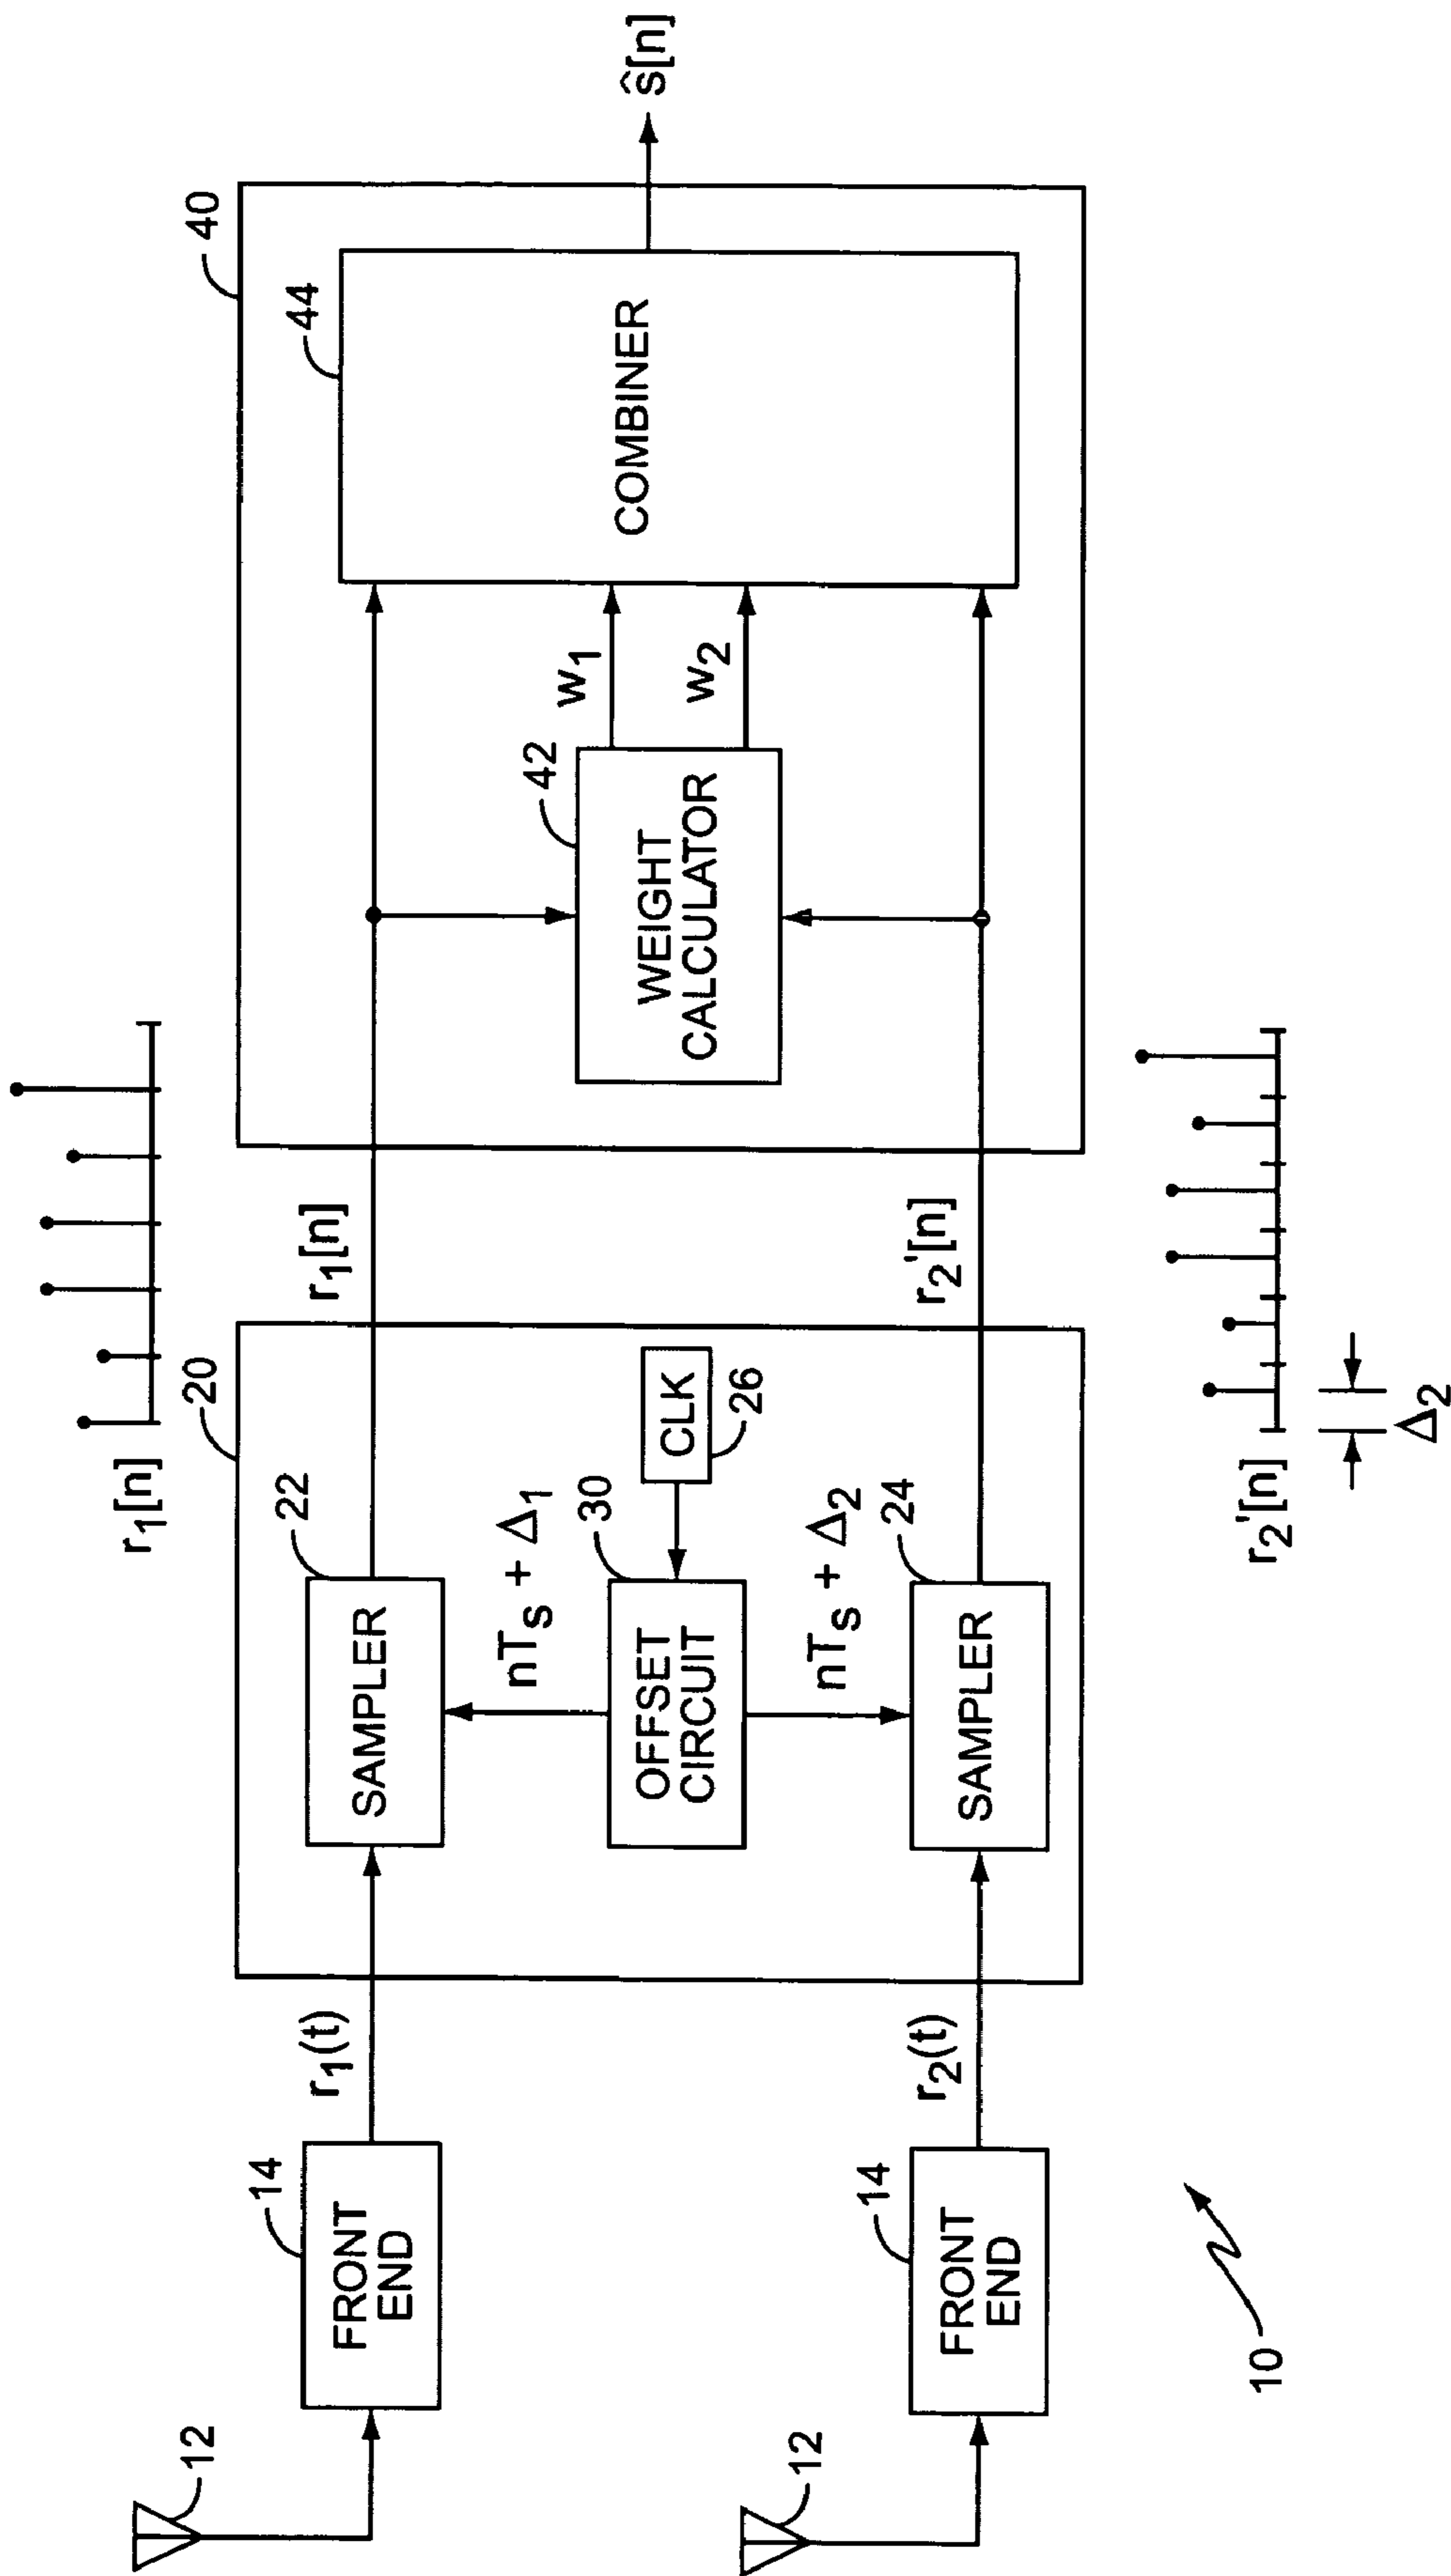 12
14
FRONT
END
r₁(t)
20
22
SAMPLER
r₁[n]
r₁[n]
nTₛ + Δ₁
30
OFFSET
CIRCUIT
CLK
26
nTₛ + Δ₂
24
SAMPLER
12
14
FRONT
END
r₂(t)
r₂'[n]
r₂'[n]
Δ₂
40
42
WEIGHT
CALCULATOR
w₁
w₂
44
COMBINER
ŝ[n]
10